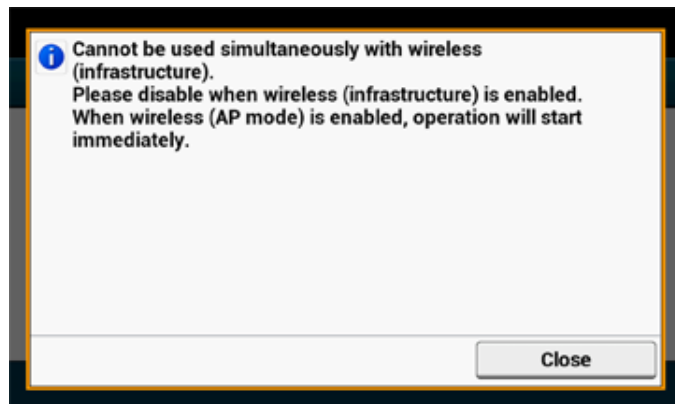 Cannot be used simultaneously with wireless
(infrastructure).
Please disable when wireless (infrastructure) is enabled.
When wireless (AP mode) is enabled, operation will start
immediately.
Close